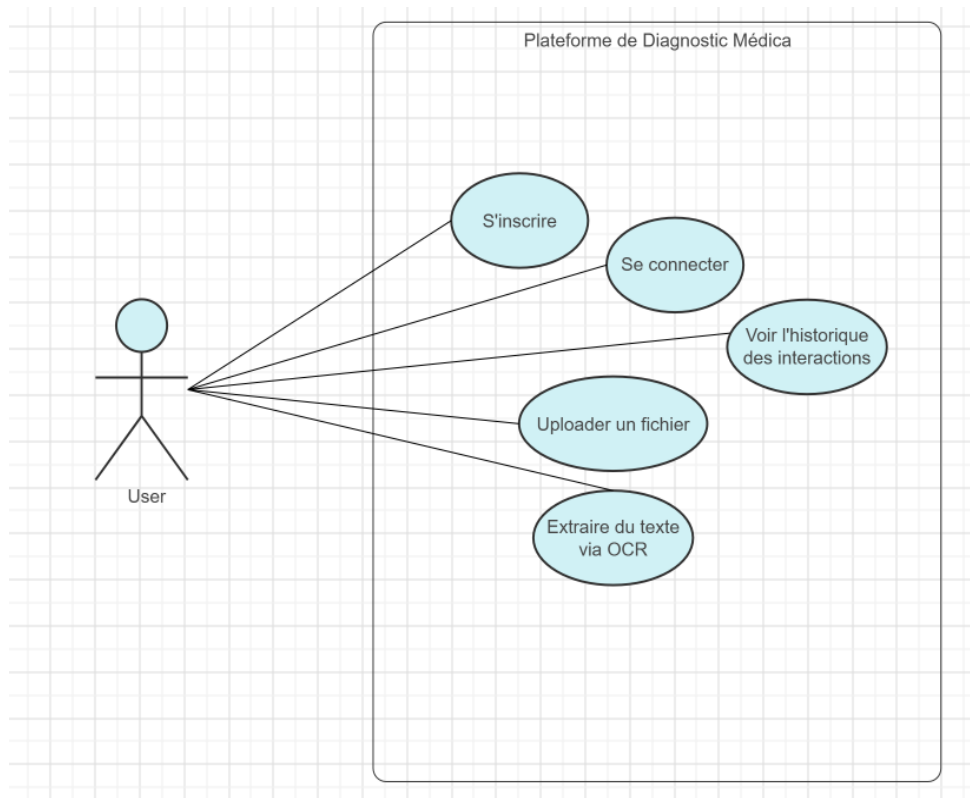 Plateforme de Diagnostic Médica
S'inscrire
Se connecter
Voir l'historique
des interactions
Uploader un fichier
User
Extraire du texte
via OCR